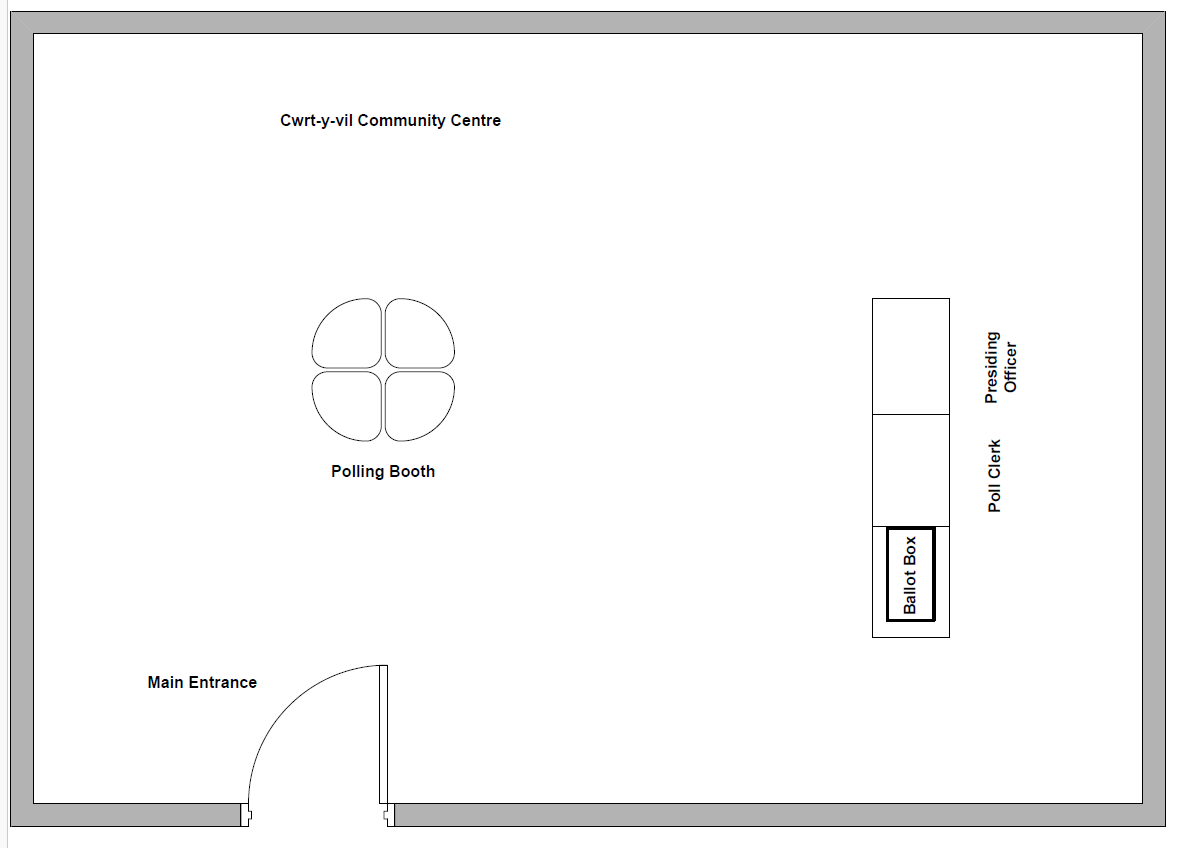 Cwrt-y-vil Community Centre
Presiding
Officer
Polling Booth
Poll Clerk
Ballot Box
Main Entrance